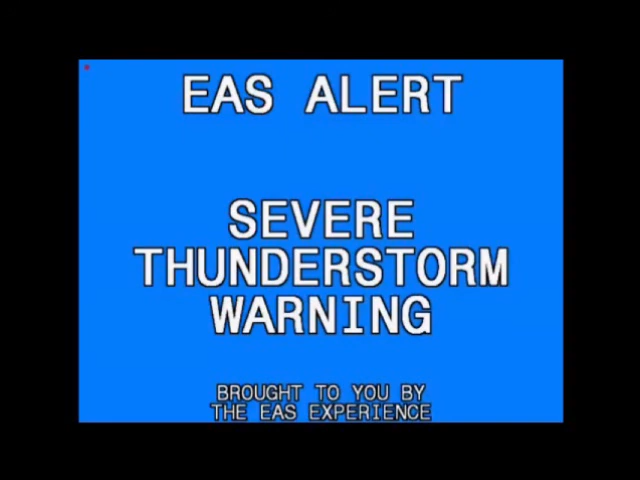 EAS ALERT
SEVERE
THUNDERSTORM
WARNING
BROUGHT TO YOU BY
THE EAS EXPERIENCE